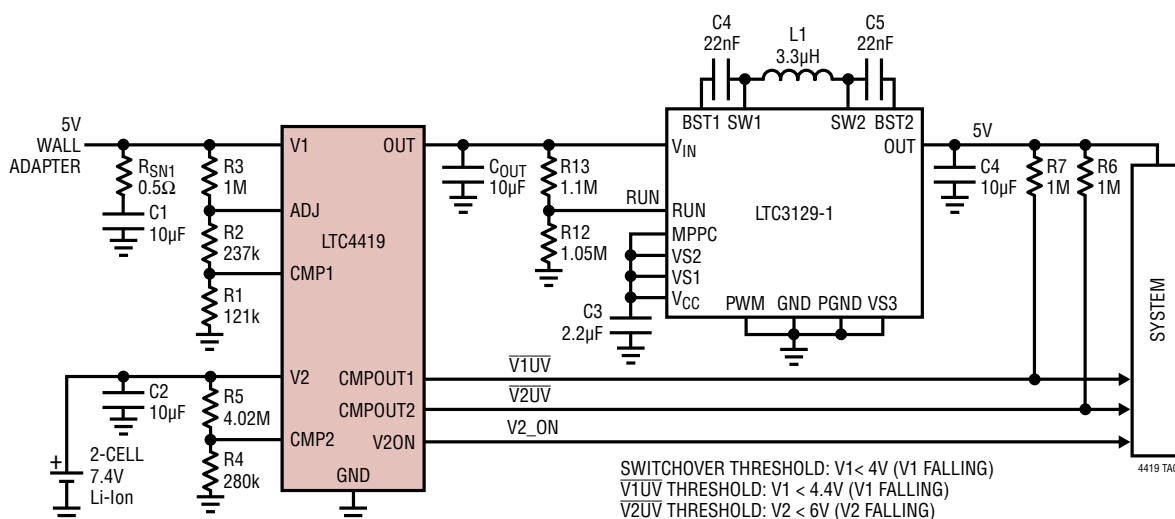 C4
22nF
L1
3.3µH
C5
22nF
BST1
SW1
SW2
BST2
5V
WALL
ADAPTER
RSN1
0.5Ω
C1
10µF
R3
1M
R2
237k
R1
121k
V1
OUT
ADJ
LTC4419
CMP1
V2
CMPOUT1
CMPOUT2
CMP2
V2ON
GND
COUT
10µF
R13
1.1M
RUN
R12
1.05M
C3
2.2µF
VIN
OUT
RUN
LTC3129-1
MPPC
VS2
VS1
VCC
PWM
GND
PGND
VS3
5V
C4
10µF
R7
1M
R6
1M
SYSTEM
C2
10µF
R5
4.02M
R4
280k
+
2-CELL
7.4V
Li-Ion
V1UV
V2UV
V2_ON
SWITCHOVER THRESHOLD: V1< 4V (V1 FALLING)
V1UV THRESHOLD: V1 < 4.4V (V1 FALLING)
V2UV THRESHOLD: V2 < 6V (V2 FALLING)
4419